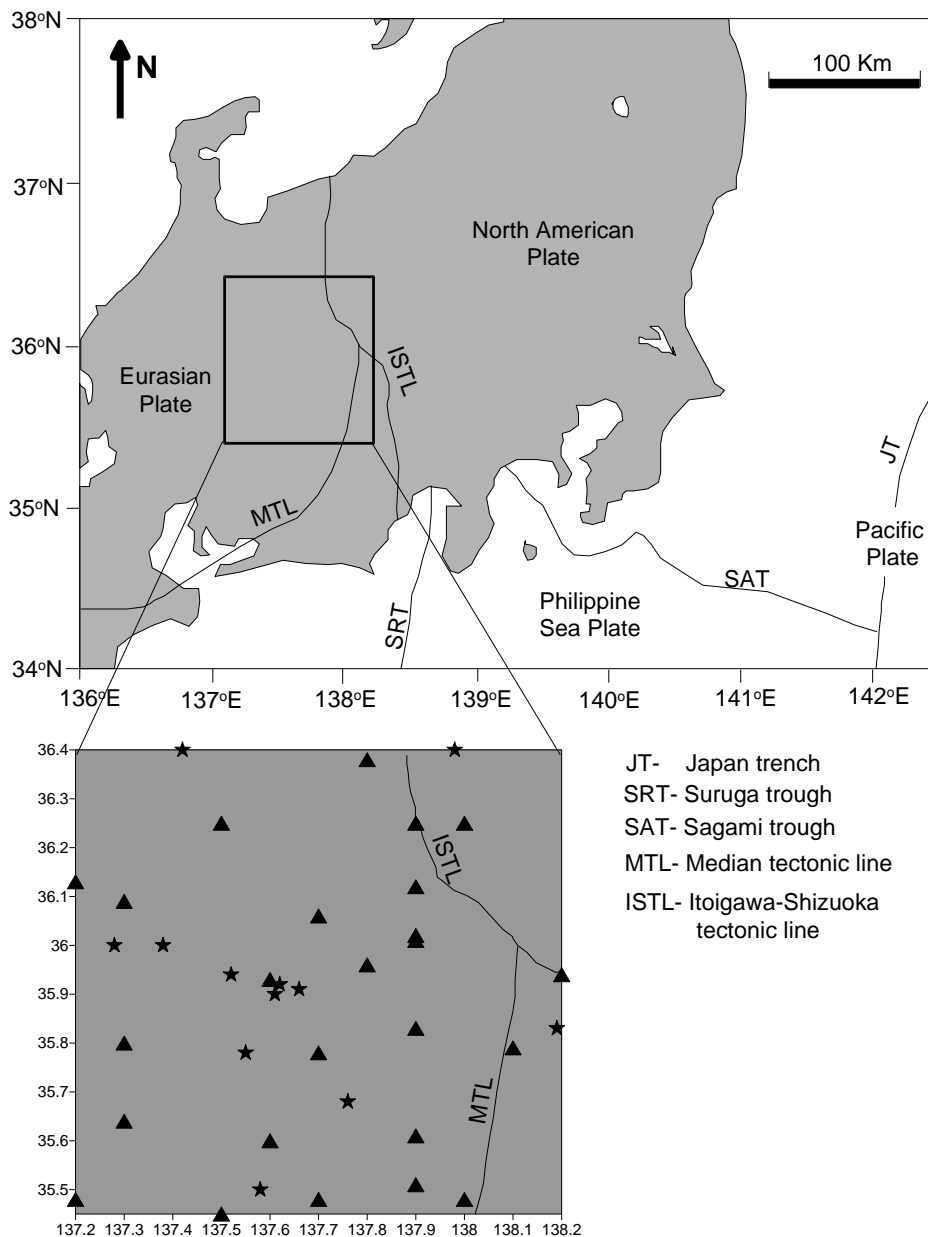 38°N
37°N
36°N
35°N
34°N
N
100 Km
North American
Plate
Eurasian
Plate
ISTL
MTL
JT
Pacific
Plate
SAT
SRT
Philippine
Sea Plate
136°E
137°E
138°E
139°E
140°E
141°E
142°E
36.4
36.3
36.2
36.1
36
35.9
35.8
35.7
35.6
35.5
ISTL
MTL
137.2
137.3
137.4
137.5
137.6
137.7
137.8
137.9
138
138.1
138.2
JT- Japan trench
SRT- Suruga trough
SAT- Sagami trough
MTL- Median tectonic line
ISTL- Itoigawa-Shizuoka
tectonic line